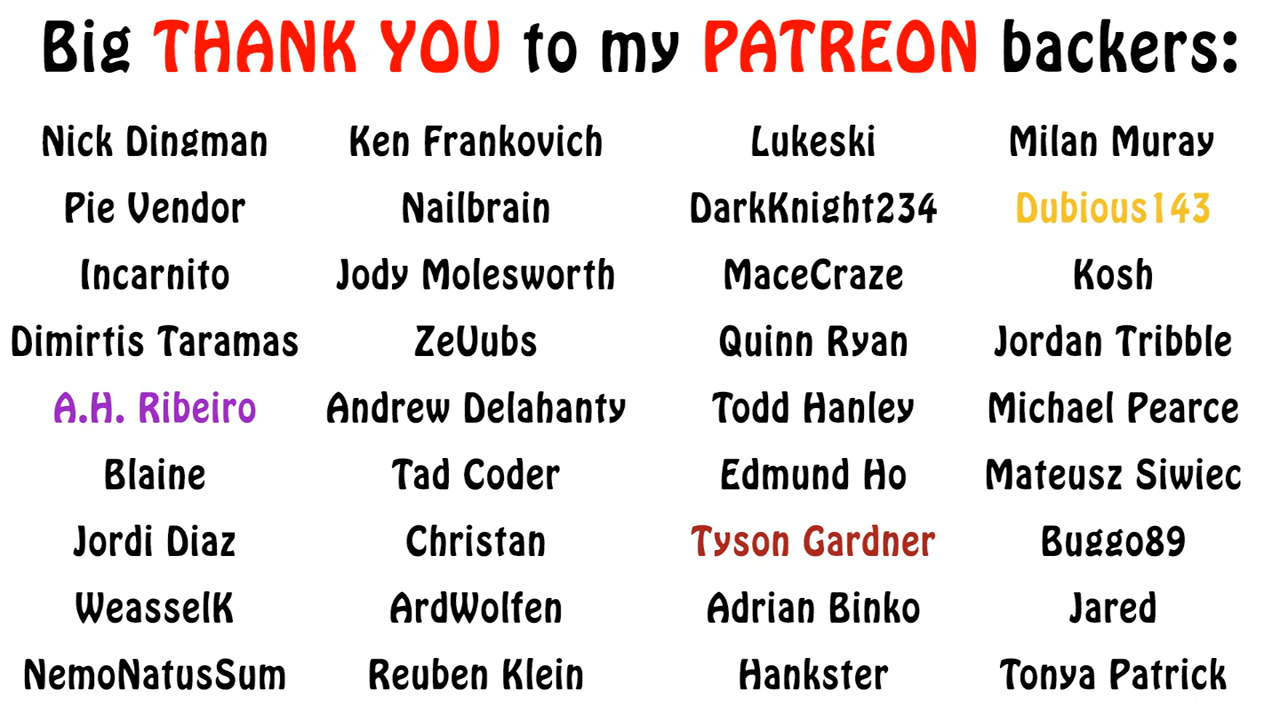 Big THANK YOU to my PATREON backers:
Nick Dingman Ken Frankovich Lukeski Milan Muray
Pie Vendor Nailbrain DarkKnight234 Dubious143
Incarnito Jody Molesworth MaceCraze Kosh
Dimirtis Taramas ZeVubs Quinn Ryan Jordan Tribble
A.H. Ribeiro Andrew Delahanty Todd Hanley Michael Pearce
Blaine Tad Coder Edmund Ho Mateusz Siwiec
Jordi Diaz Christan Tyson Gardner Buggo89
WeasselK ArdWolfen Adrian Binko Jared
NemoNatusSum Reuben Klein Hankster Tonya Patrick